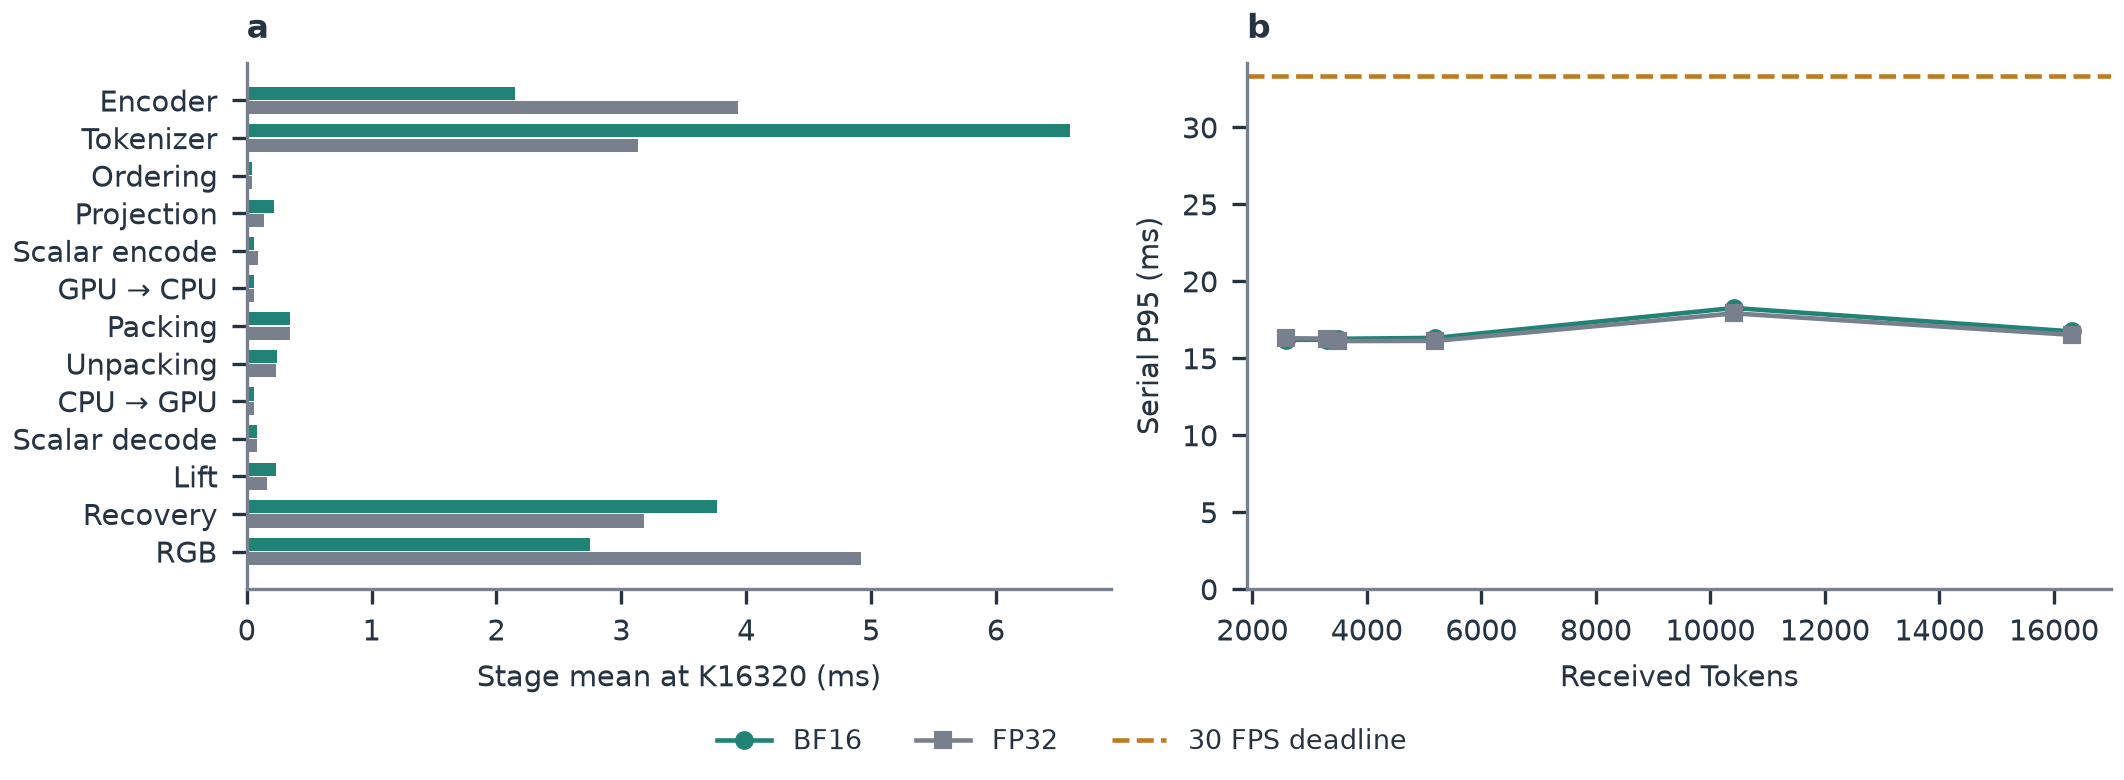 a
Encoder
Tokenizer
Ordering
Projection
Scalar encode
GPU → CPU
Packing
Unpacking
CPU → GPU
Scalar decode
Lift
Recovery
RGB
0 1 2 3 4 5 6
Stage mean at K16320 (ms)
b
Serial P95 (ms)
30
25
20
15
10
5
0
2000 4000 6000 8000 10000 12000 14000 16000
Received Tokens
BF16 FP32 30 FPS deadline